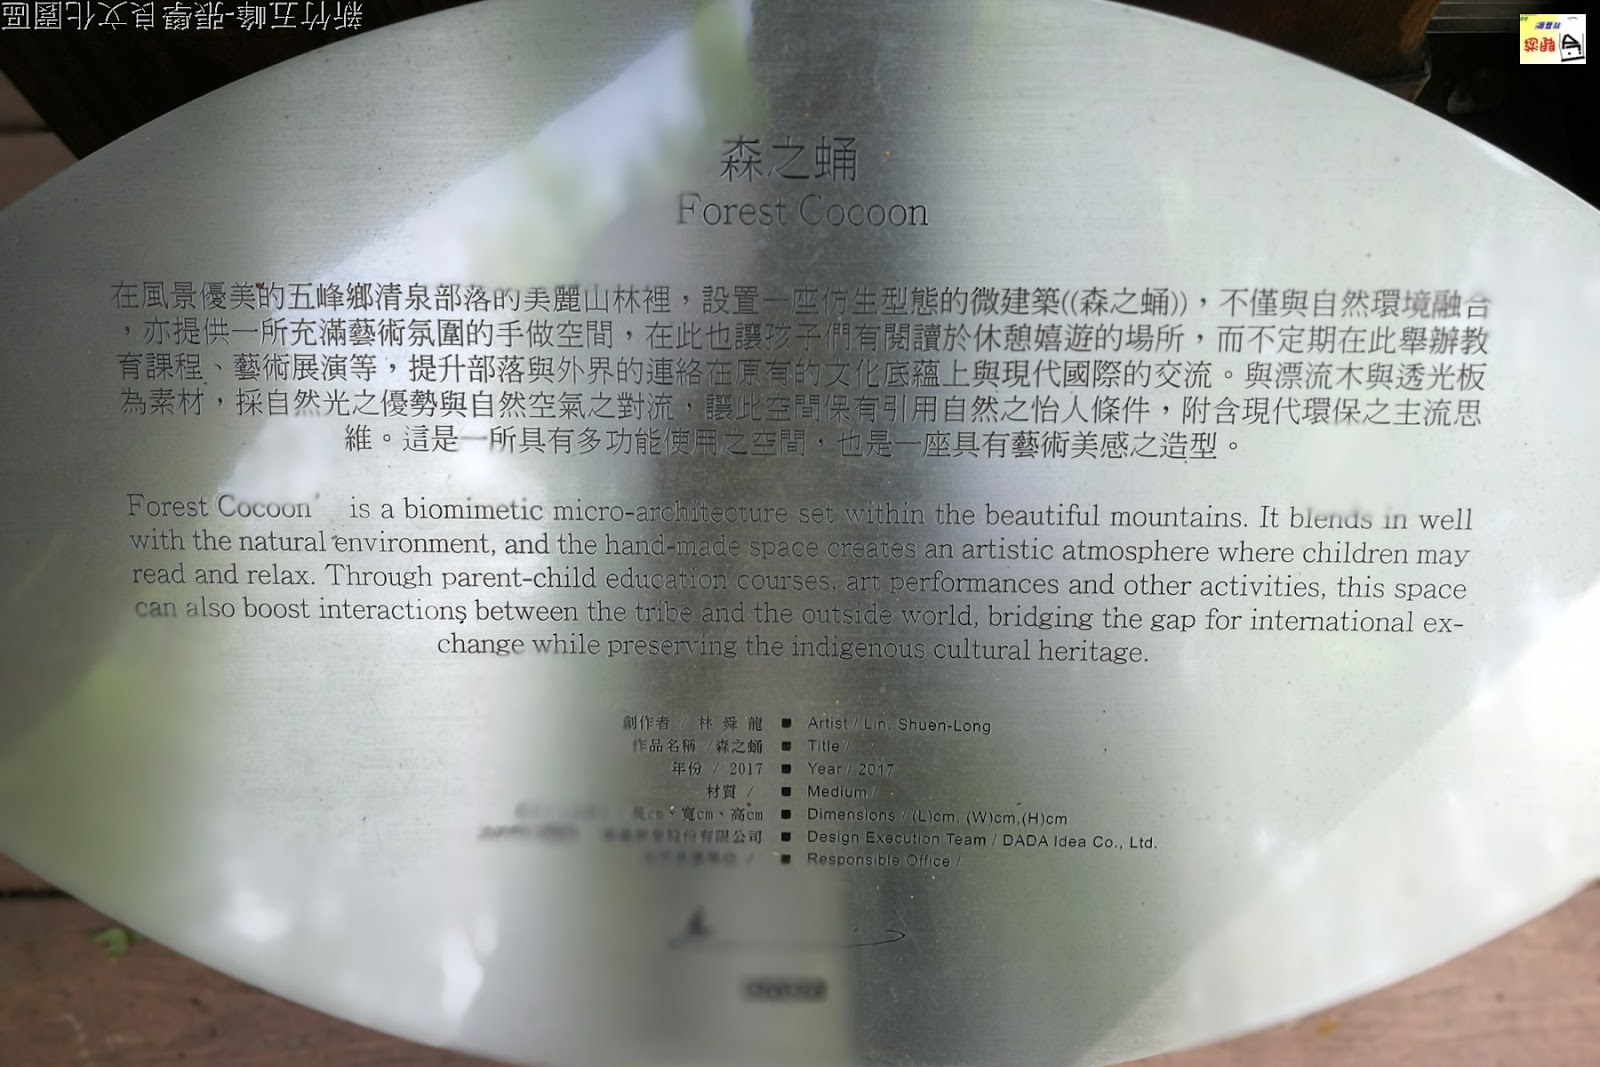 新竹五峰-張學良文化園區
森之蛹
Forest Cocoon
在風景優美的五峰鄉清泉部落的美麗山林裡，設置一座仿生型態的微建築((森之蛹))，不僅與自然環境融合
，亦提供一所充滿藝術氛圍的手做空間，在此也讓孩子們有閱讀於休憩嬉遊的場所，而不定期在此舉辦教
育課程、藝術展演等，提升部落與外界的連絡在原有的文化底蘊上與現代國際的交流。與漂流木與透光板
為素材，採自然光之優勢與自然空氣之對流，讓此空間保有引用自然之怡人條件，附含現代環保之主流思
維。這是一所具有多功能使用之空間，也是一座具有藝術美感之造型。
Forest Cocoon' is a biomimetic micro-architecture set within the beautiful mountains. It blends in well
with the natural environment, and the hand-made space creates an artistic atmosphere where children may
read and relax. Through parent-child education courses, art performances and other activities, this space
can also boost interactions between the tribe and the outside world, bridging the gap for international ex-
change while preserving the indigenous cultural heritage.
創作者 / 林 舜 龍 ■ Artist / Lin, Shuen-Long
作品名稱 /森之蛹 ■ Title /
年份 / 2017 ■ Year / 2017
材質 / ■ Medium /
長cm、寬cm、高cm ■ Dimensions / (L)cm, (W)cm,(H)cm
股份有限公司 ■ Design Execution Team / DADA Idea Co., Ltd.
■ Responsible Office /